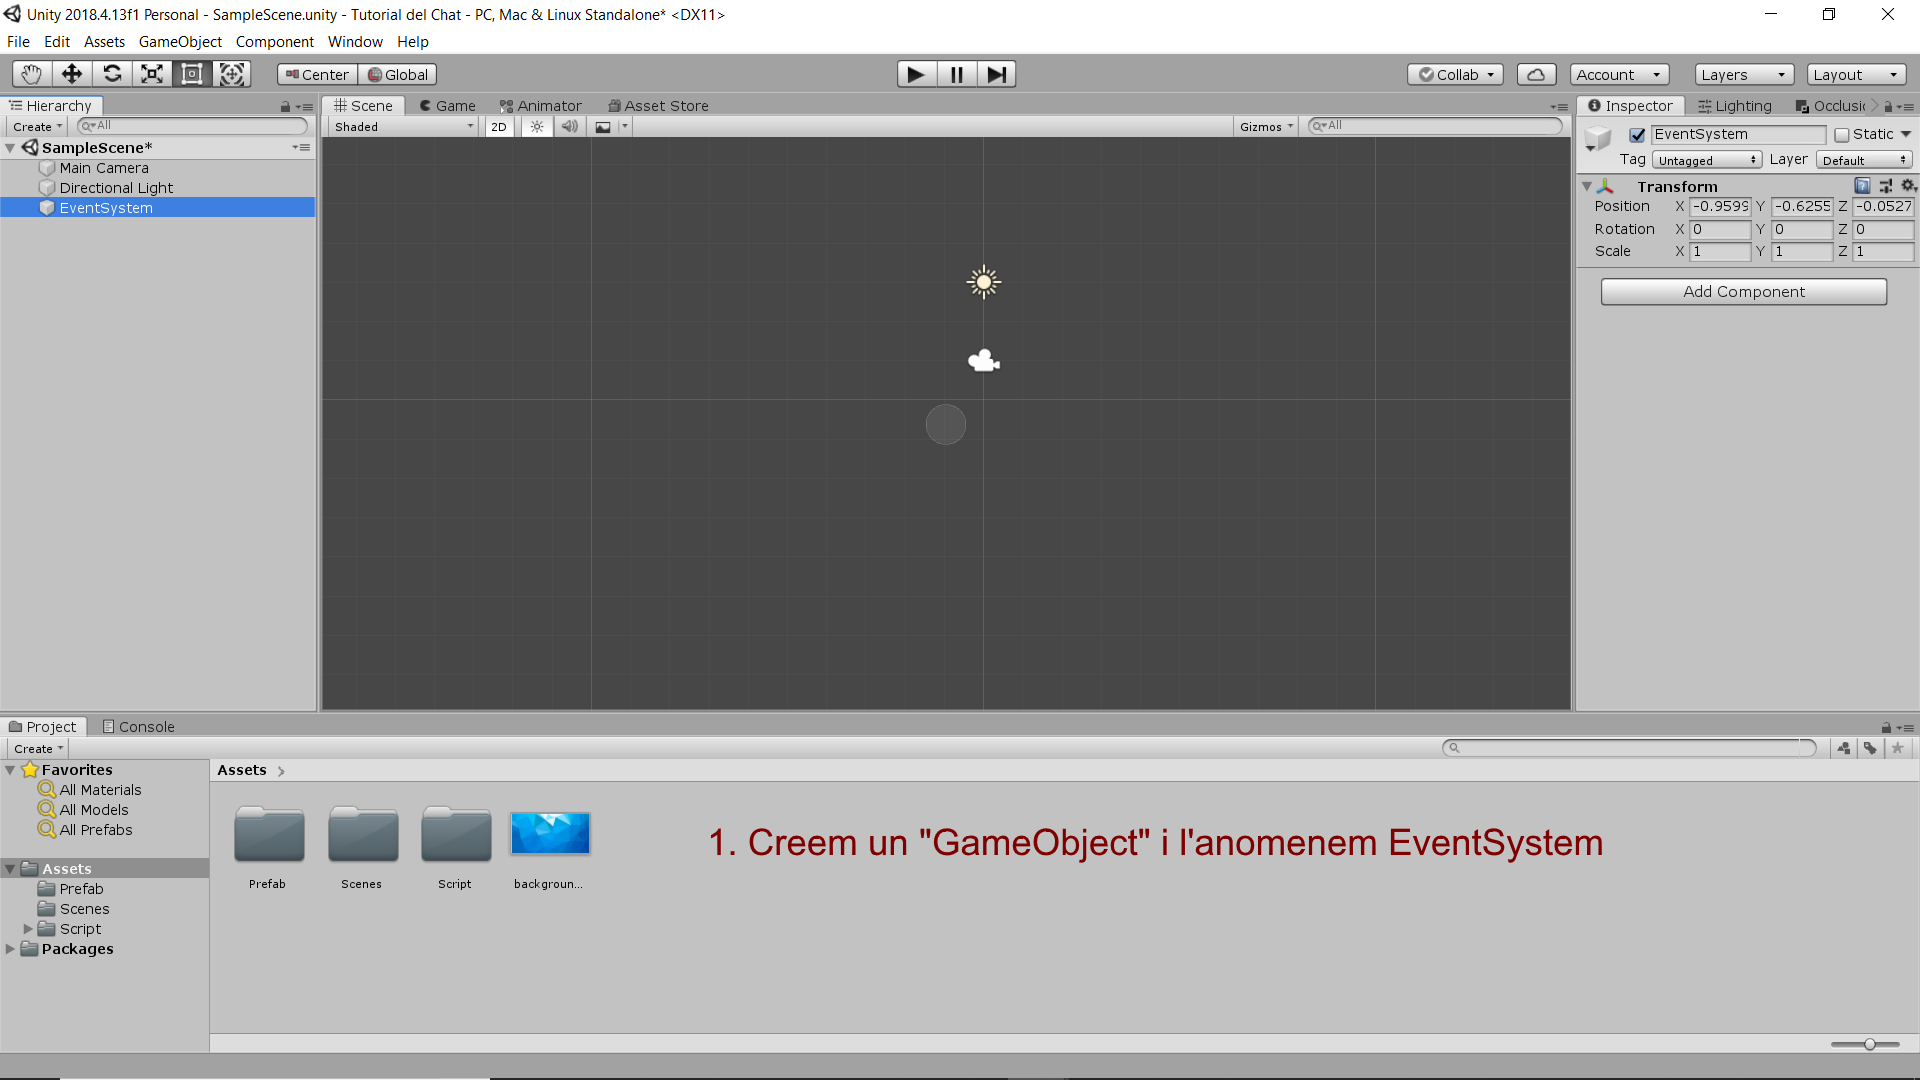 Unity 2018.4.13f1 Personal - SampleScene.unity - Tutorial del Chat - PC, Mac & Linux Standalone* <DX11>
File Edit Assets GameObject Component Window Help
Center Global
Collab Account Layers Layout
Hierarchy
Create All
SampleScene*
Main Camera
Directional Light
EventSystem
Scene Game Animator Asset Store
Shaded 2D Gizmos All
Inspector Lighting Occlusic
EventSystem Static
Tag Untagged Layer Default
Transform
Position X -0.9599 Y -0.6255 Z -0.0527
Rotation X 0 Y 0 Z 0
Scale X 1 Y 1 Z 1
Add Component
Project Console
Create
Favorites
All Materials
All Models
All Prefabs
Assets
Prefab
Scenes
Script
Packages
Assets
Prefab Scenes Script backgroun...
1. Creem un "GameObject" i l'anomenem EventSystem